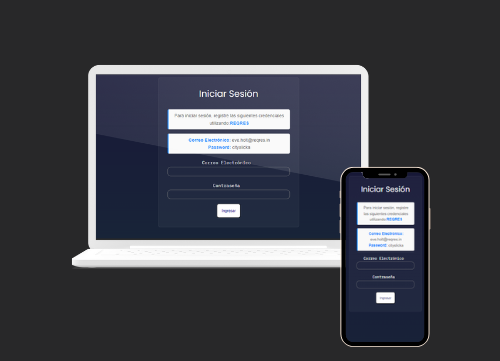 Iniciar Sesión
Para iniciar sesión, registre las siguientes credenciales
utilizando REQRES
Correo Electrónico: eve.holt@reqres.in
Password: cityslicka
Correo Electrónico
Contraseña
Ingresar
Iniciar Sesión
Para iniciar sesión, registre
las siguientes credenciales
utilizando REQRES
Correo Electrónico:
eve.holt@reqres.in
Password: cityslicka
Correo Electrónico
Contraseña
Ingresar